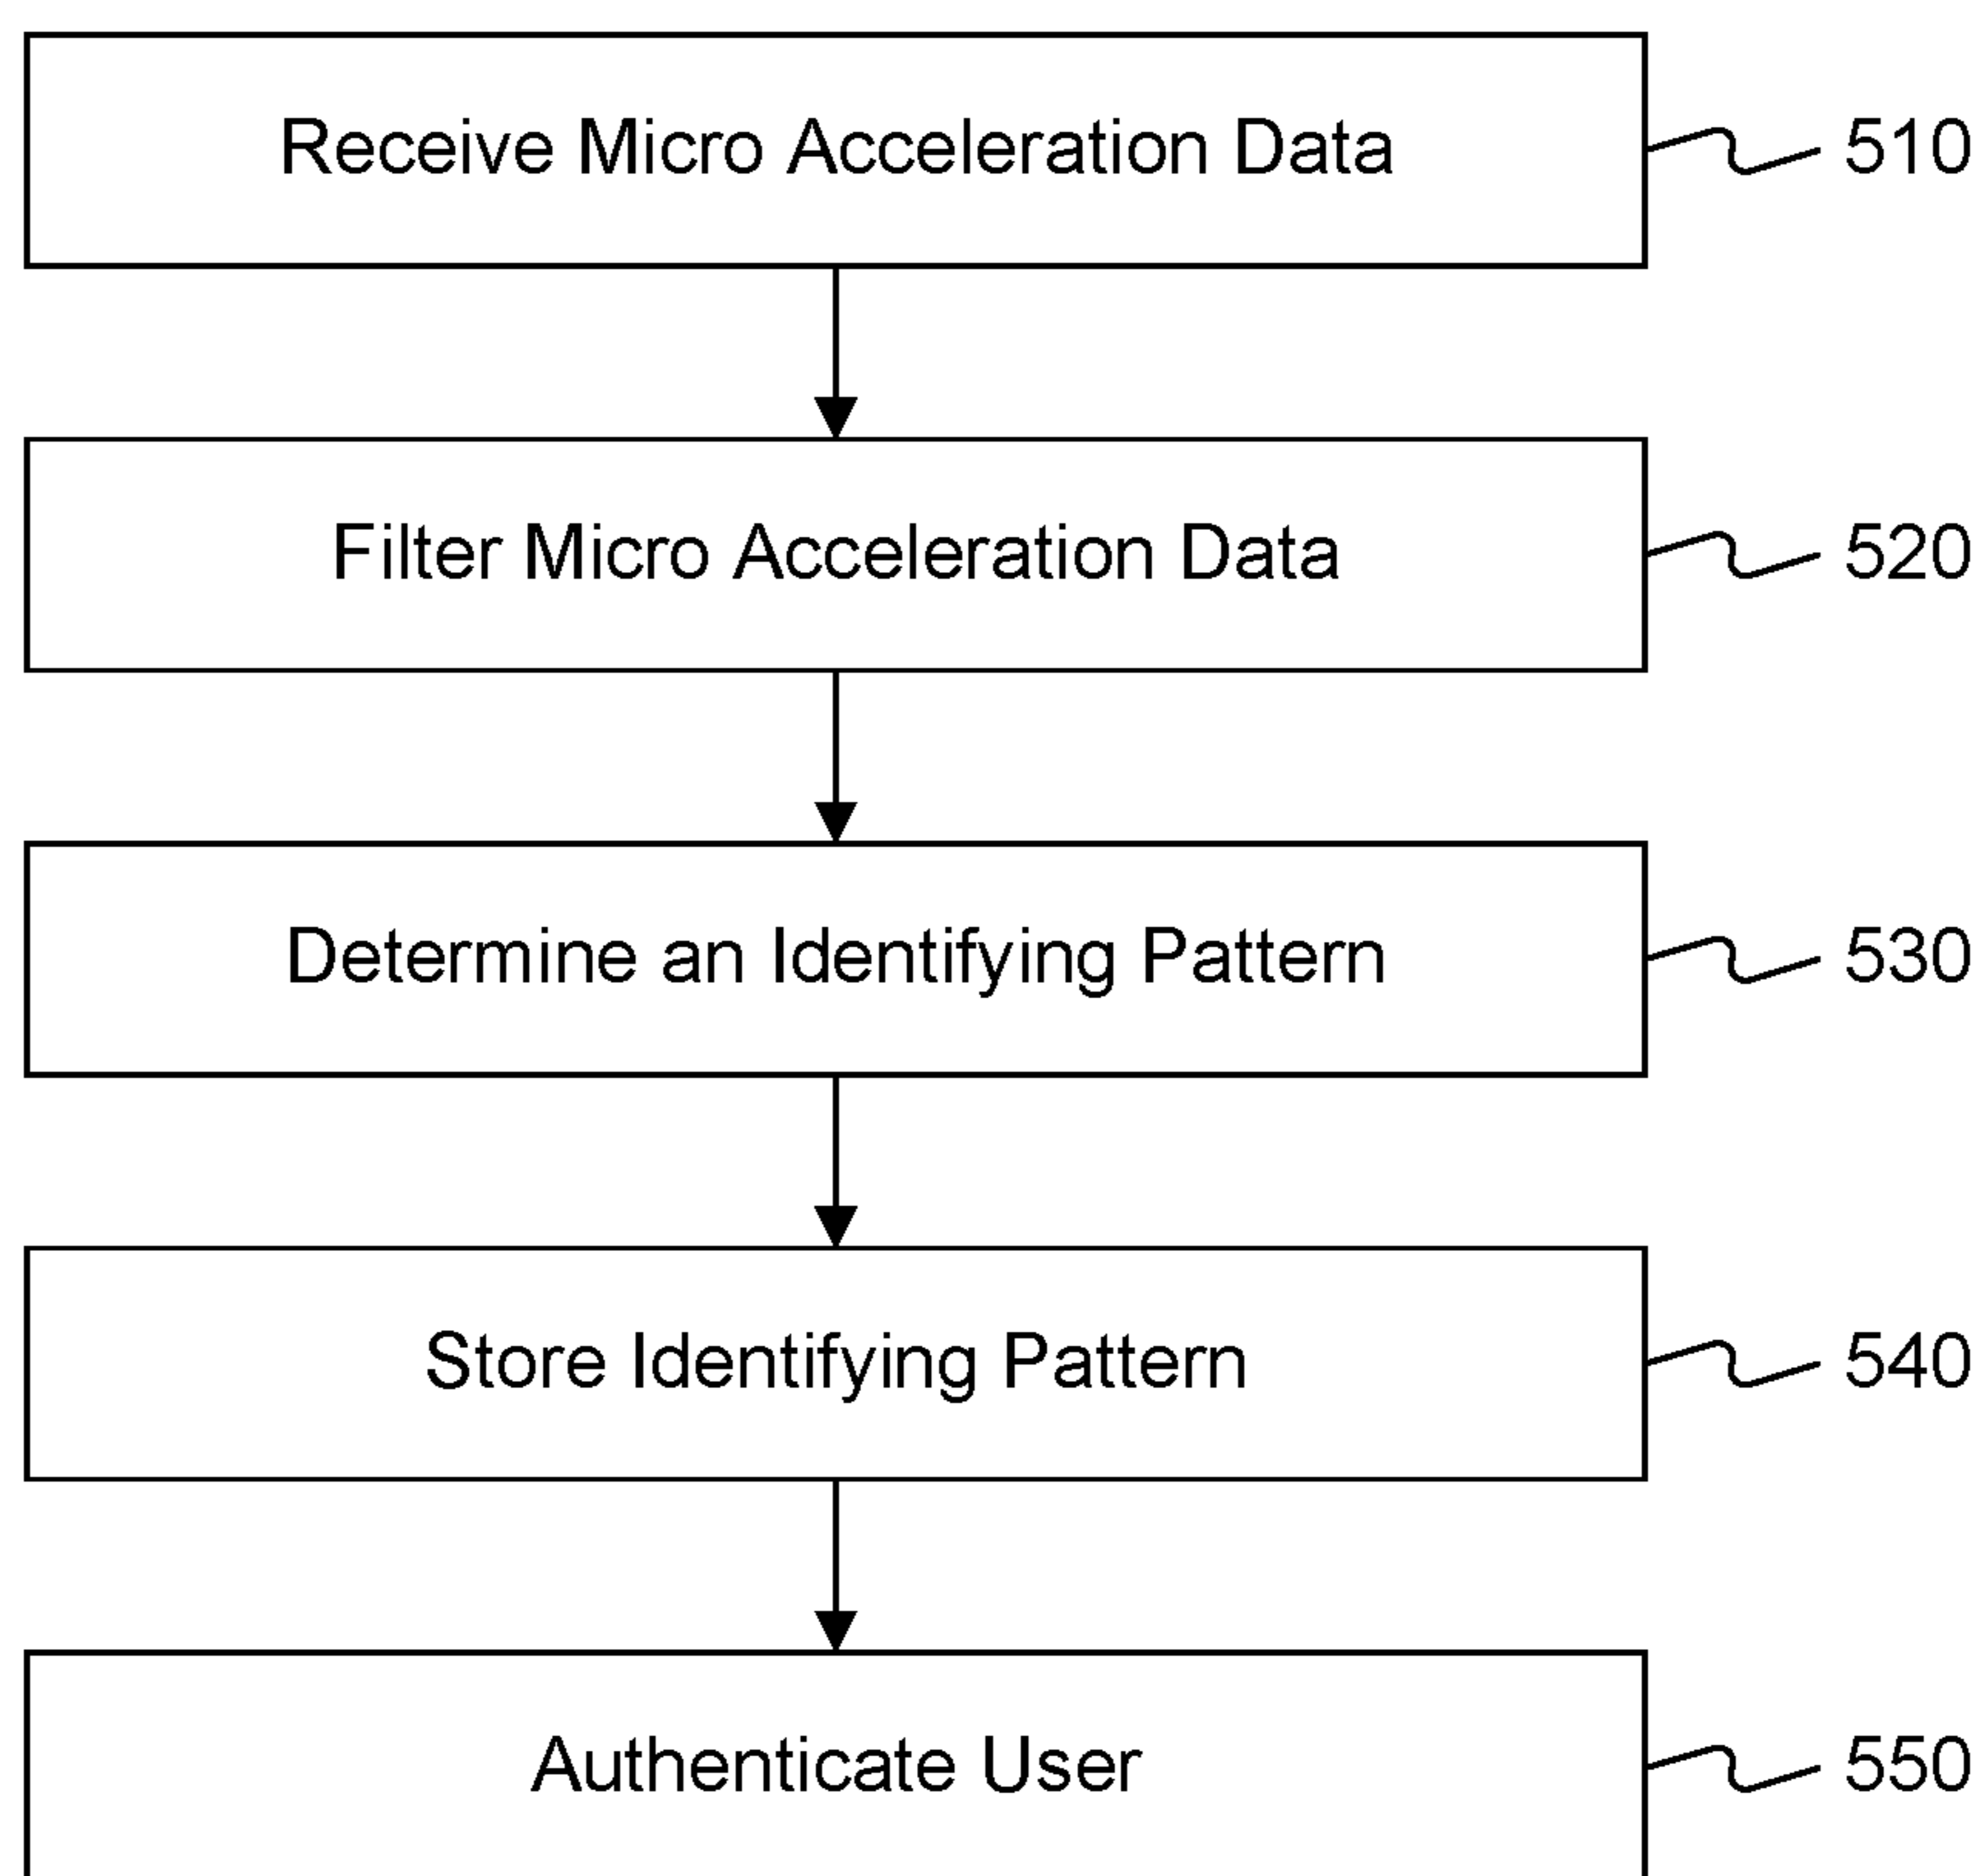 Receive Micro Acceleration Data 510
Filter Micro Acceleration Data 520
Determine an Identifying Pattern 530
Store Identifying Pattern 540
Authenticate User 550